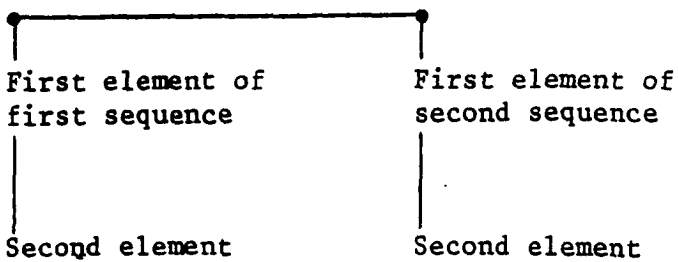 First element of
first sequence
Second element
First element of
second sequence
Second element